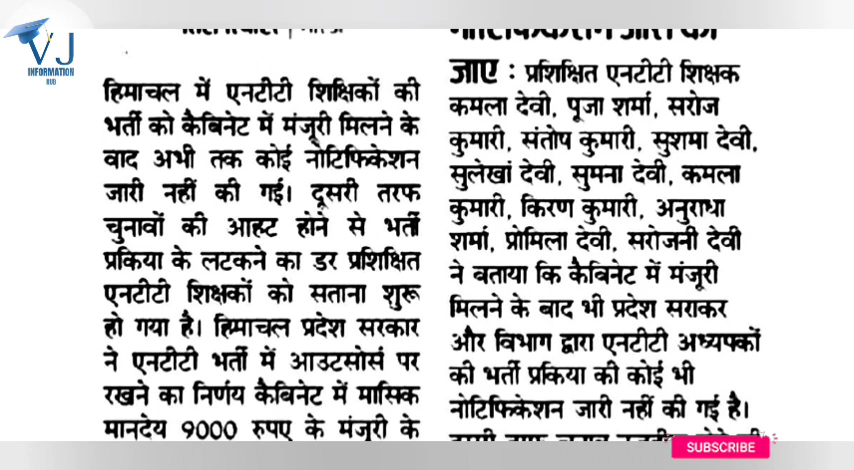 VJ
INFORMATION
HUB
हिमाचल में एनटीटी शिक्षिकों की
भर्ती को कैबिनेट में मंजूरी मिलने के
वाद अभी तक कोई नोटिफिकेशन
जारी नहीं की गई। दूसरी तरफ
चुनावों की आहट होने से भर्ती
प्रकिया के लटकने का डर प्रशिक्षित
एनटीटी शिक्षकों को सताना शुरू
हो गया है। हिमाचल प्रदेश सरकार
ने एनटीटी भर्ती में आउटसोर्स पर
रखने का निर्णय कैबिनेट में मासिक
मानदेय 9000 रुपए के मंजूरी के
नोटिफिकेशन जारी की
जाए : प्रशिक्षित एनटीटी शिक्षक
कमला देवी, पूजा शर्मा, सरोज
कुमारी, संतोष कुमारी, सुशमा देवी,
सुलेखां देवी, सुमना देवी, कमला
कुमारी, किरण कुमारी, अनुराधा
शर्मा, प्रोमिला देवी, सरोजनी देवी
ने वताया कि कैबिनेट में मंजूरी
मिलने के बाद भी प्रदेश सराकर
और विभाग द्वारा एनटीटी अध्यपकों
की भर्ती प्रकिया की कोई भी
नोटिफिकेशन जारी नहीं की गई है।
SUBSCRIBE